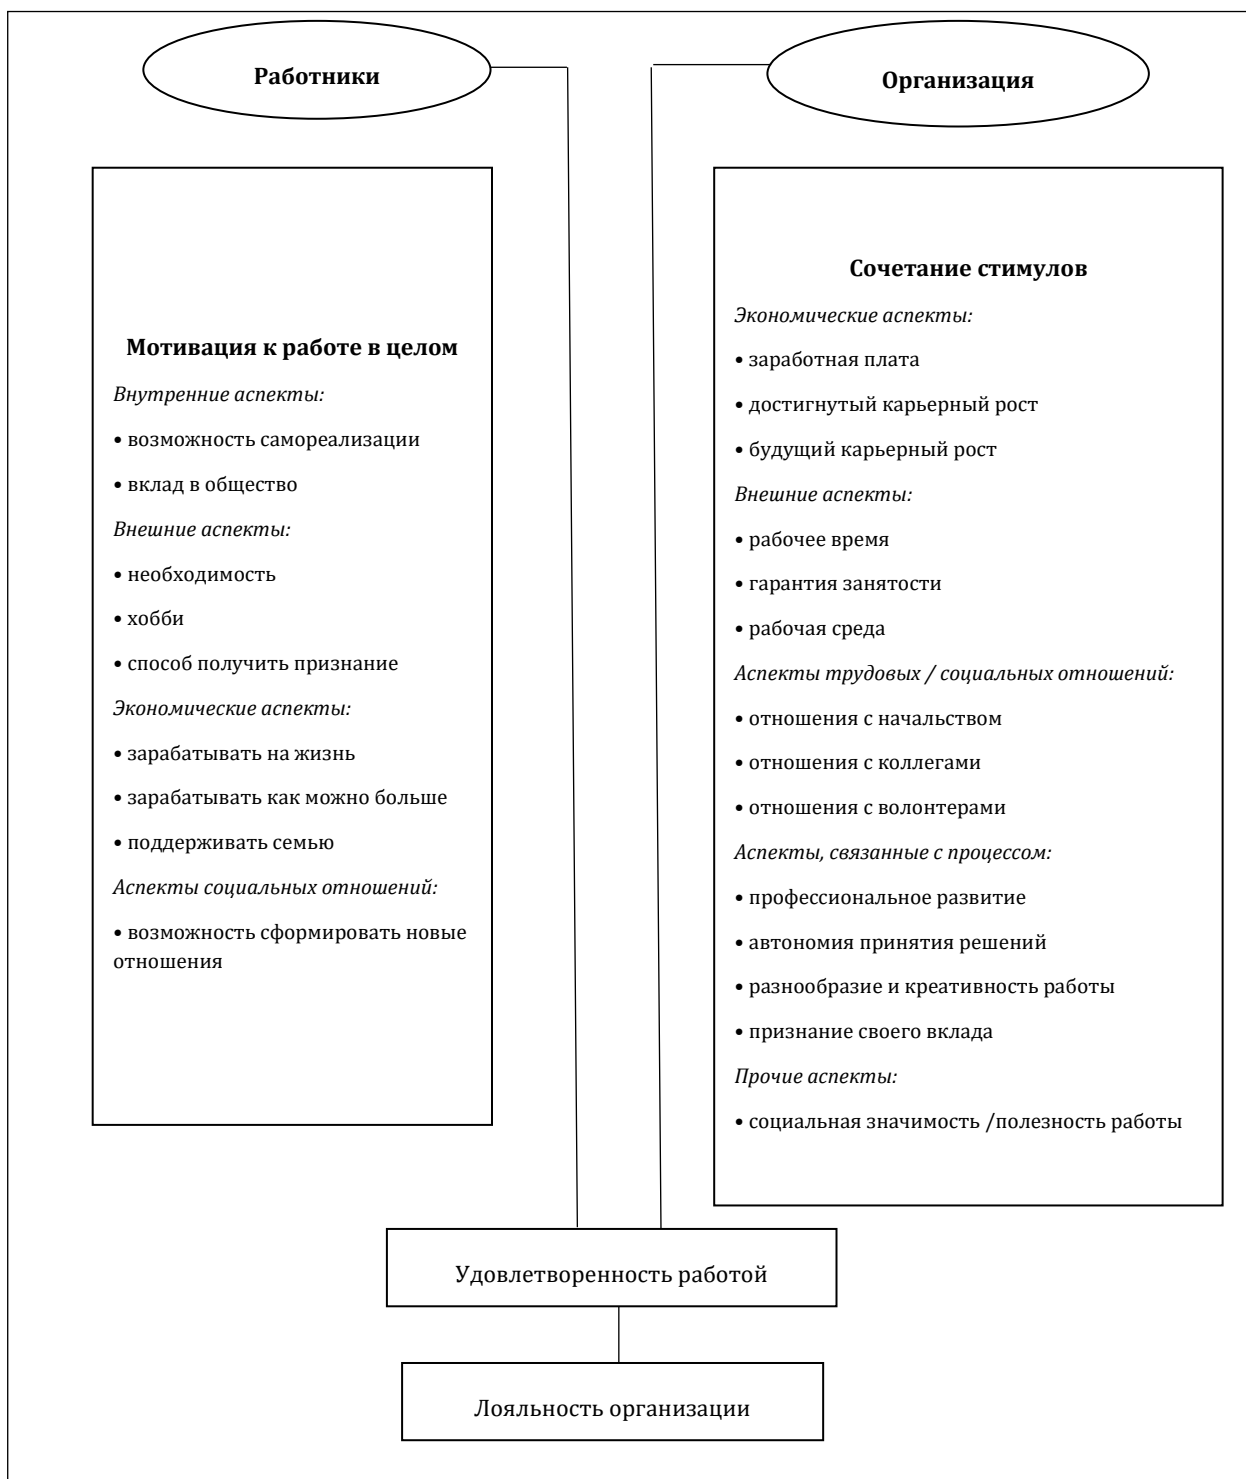 Работники
Организация
Мотивация к работе в целом
Внутренние аспекты:
• возможность самореализации
• вклад в общество
Внешние аспекты:
• необходимость
• хобби
• способ получить признание
Экономические аспекты:
• зарабатывать на жизнь
• зарабатывать как можно больше
• поддерживать семью
Аспекты социальных отношений:
• возможность сформировать новые
отношения
Сочетание стимулов
Экономические аспекты:
• заработная плата
• достигнутый карьерный рост
• будущий карьерный рост
Внешние аспекты:
• рабочее время
• гарантия занятости
• рабочая среда
Аспекты трудовых / социальных отношений:
• отношения с начальством
• отношения с коллегами
• отношения с волонтерами
Аспекты, связанные с процессом:
• профессиональное развитие
• автономия принятия решений
• разнообразие и креативность работы
• признание своего вклада
Прочие аспекты:
• социальная значимость /полезность работы
Удовлетворенность работой
Лояльность организации